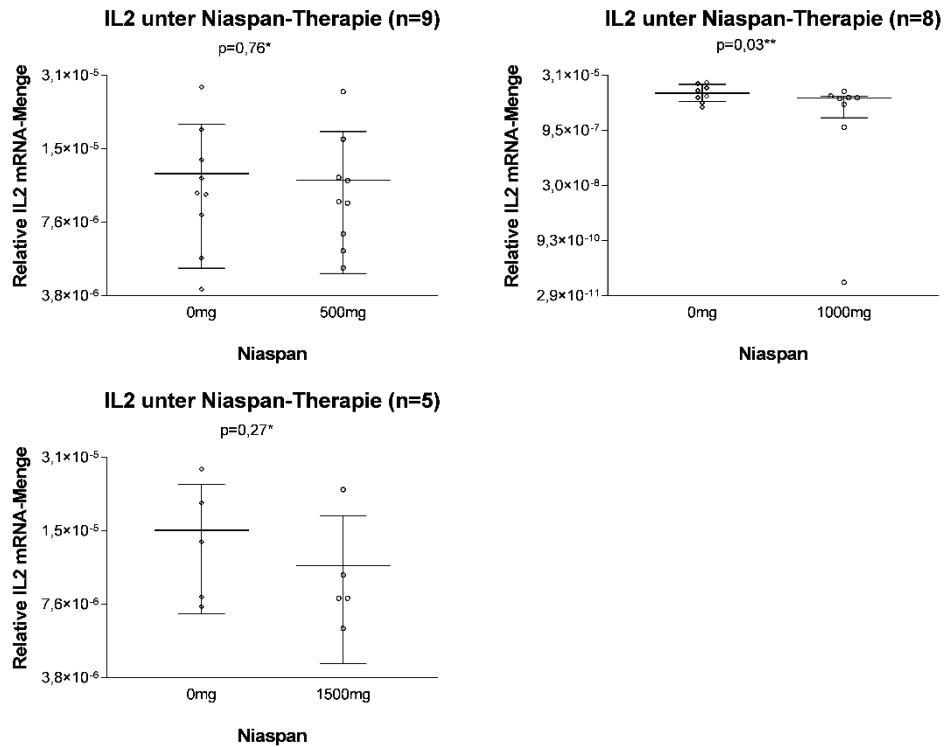 IL2 unter Niaspan-Therapie (n=9)
p=0,76*
Relative IL2 mRNA-Menge
3,1×10⁻⁵
1,5×10⁻⁵
7,6×10⁻⁶
3,8×10⁻⁶
0mg
500mg
Niaspan
IL2 unter Niaspan-Therapie (n=8)
p=0,03**
Relative IL2 mRNA-Menge
3,1×10⁻⁵
9,5×10⁻⁷
3,0×10⁻⁸
9,3×10⁻¹⁰
2,9×10⁻¹¹
0mg
1000mg
Niaspan
IL2 unter Niaspan-Therapie (n=5)
p=0,27*
Relative IL2 mRNA-Menge
3,1×10⁻⁵
1,5×10⁻⁵
7,6×10⁻⁶
3,8×10⁻⁶
0mg
1500mg
Niaspan